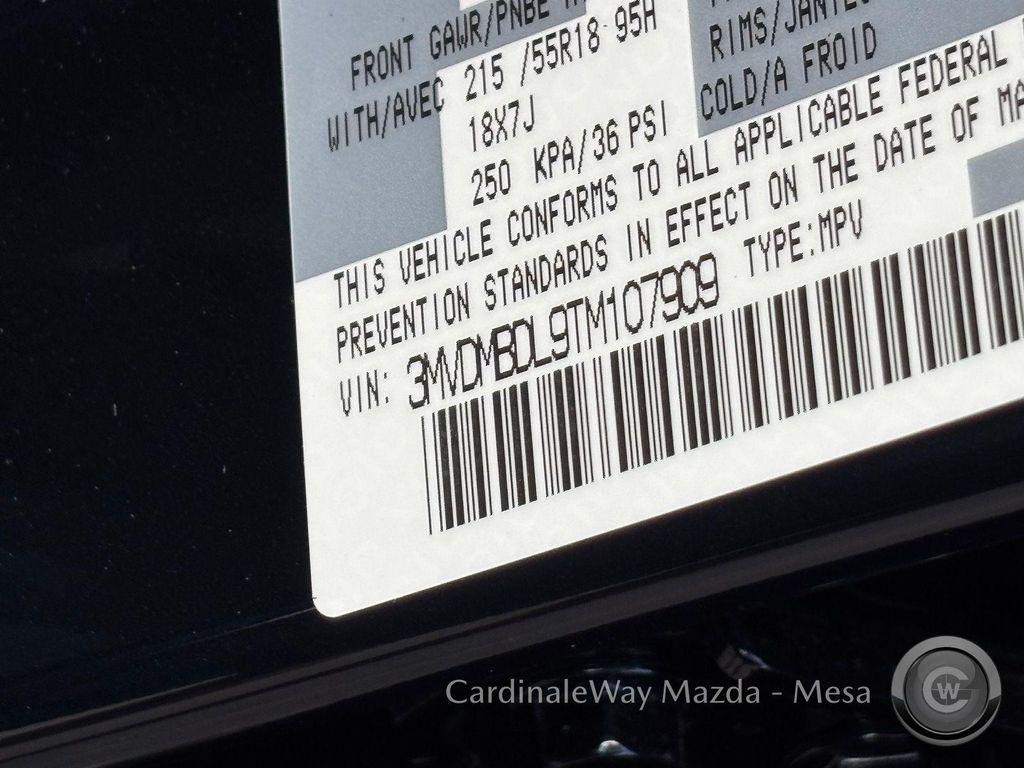 FRONT GAWR/PNBE
WITH/AVEC 215 /55R18 95H
18X7J
250 KPA/36 PSI
RIMS/
COLD/A FROID
THIS VEHICLE CONFORMS TO ALL APPLICABLE FEDERAL
PREVENTION STANDARDS IN EFFECT ON THE DATE OF MA
VIN: 3MVDMBDL9TM107909 TYPE:MPV
CardinaleWay Mazda - Mesa
CW